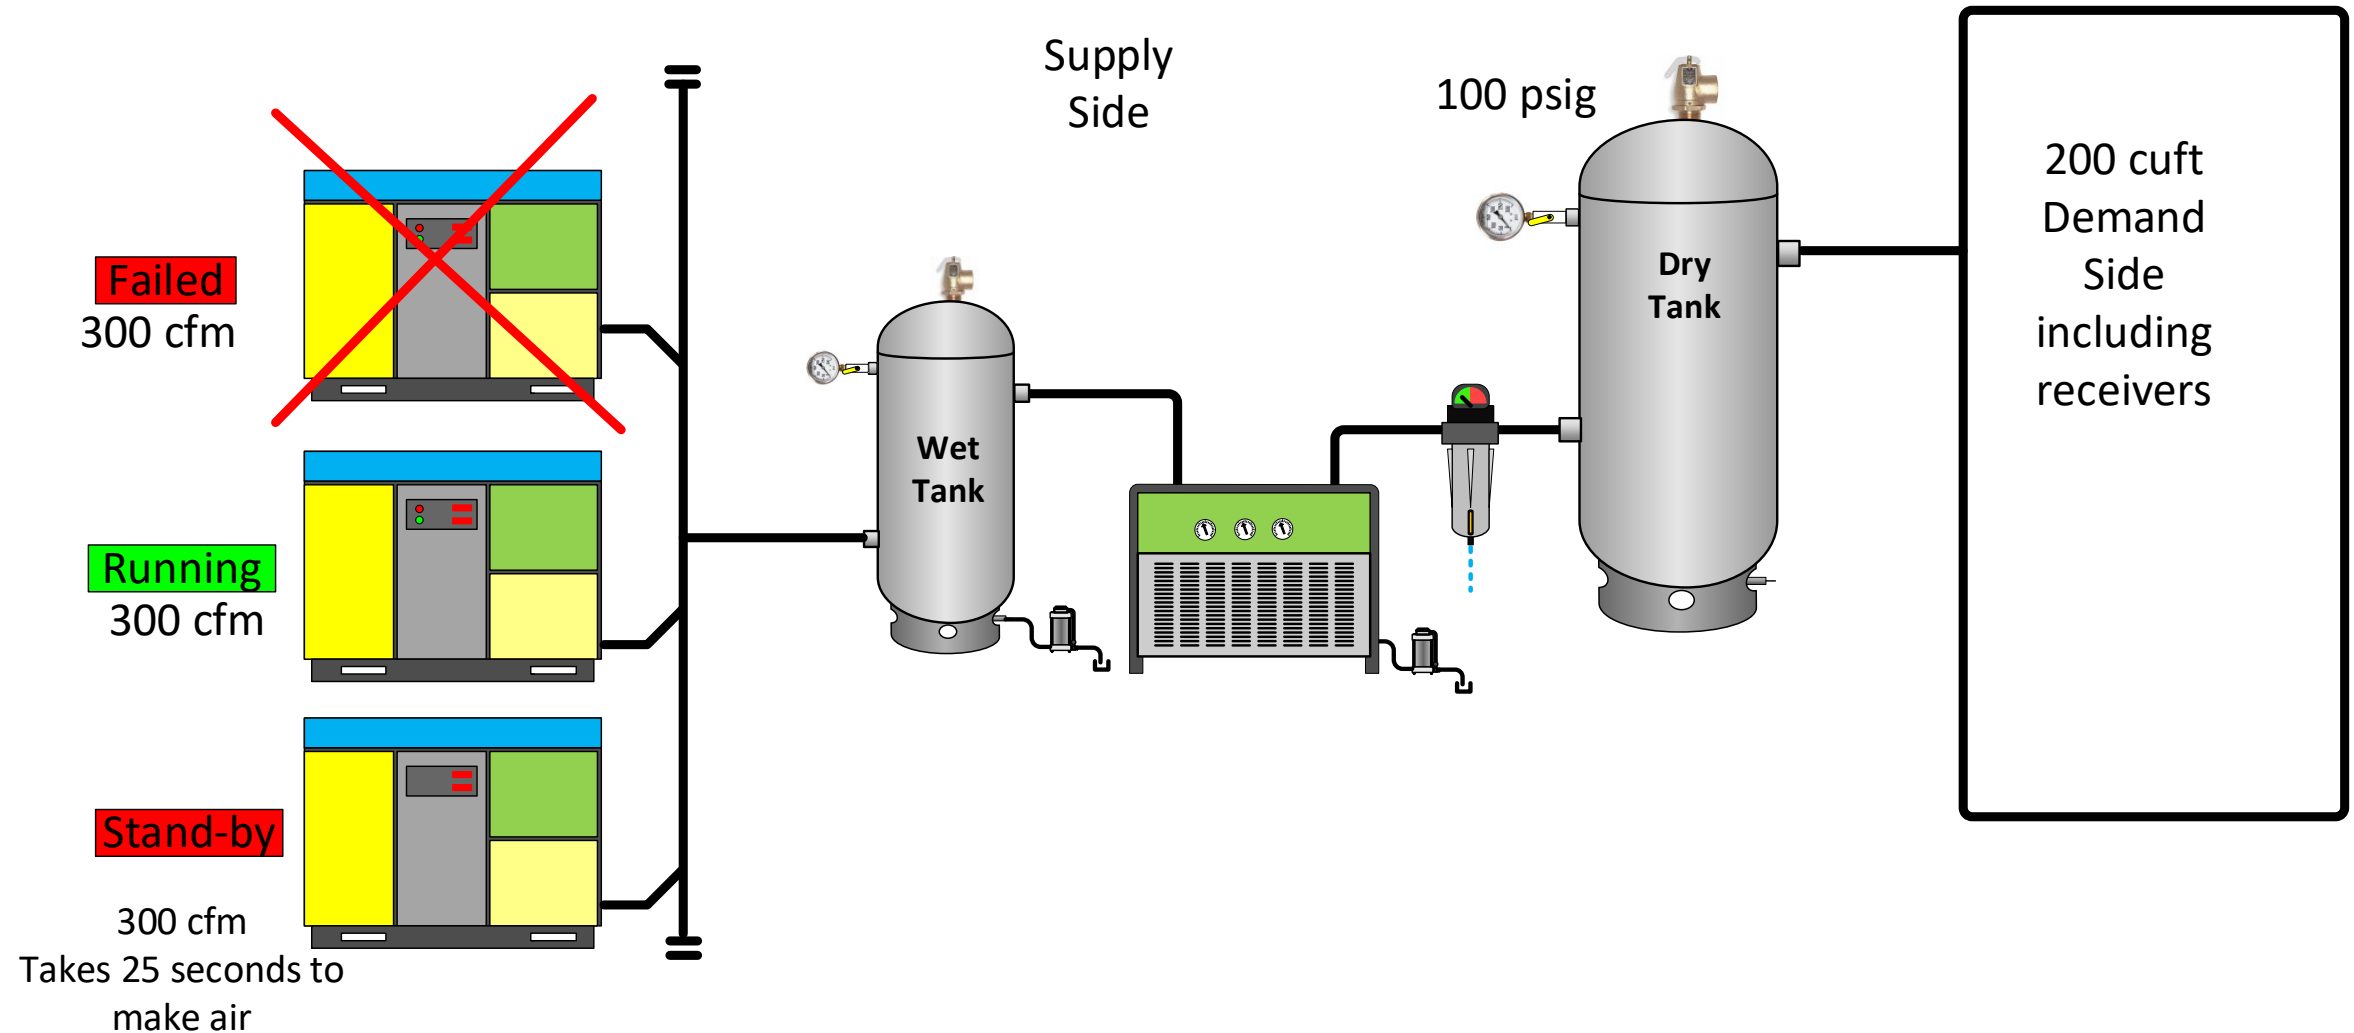 Supply
Side
100 psig
Failed
300 cfm
Running
300 cfm
Stand-by
300 cfm
Takes 25 seconds to
make air
Wet
Tank
Dry
Tank
200 cuft
Demand
Side
including
receivers